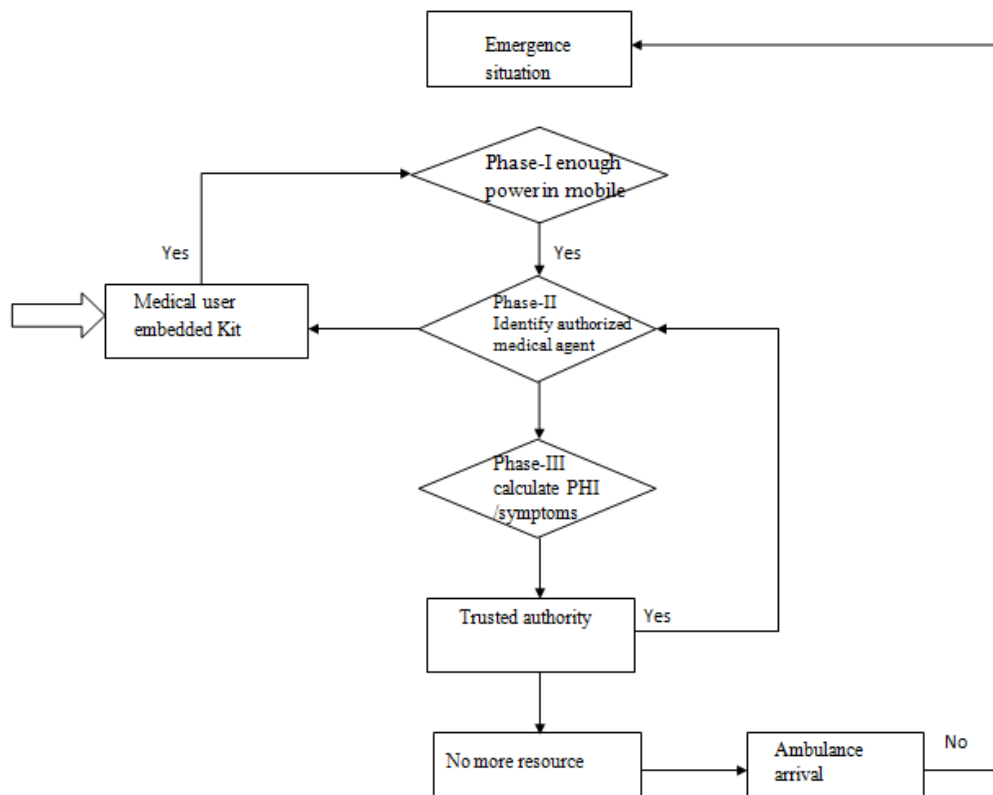 Emergence
situation
Phase-I enough
power in mobile
Yes
Yes
Medical user
embedded Kit
Phase-II
Identify authorized
medical agent
Phase-III
calculate PHI
/symptoms
Trusted authority
Yes
No more resource
Ambulance
arrival
No